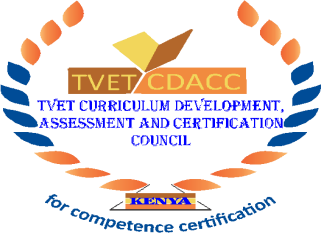 TVET CDACC
TVET CURRICULUM DEVELOPMENT,
ASSESSMENT AND CERTIFICATION
COUNCIL
KENYA
for competence certification